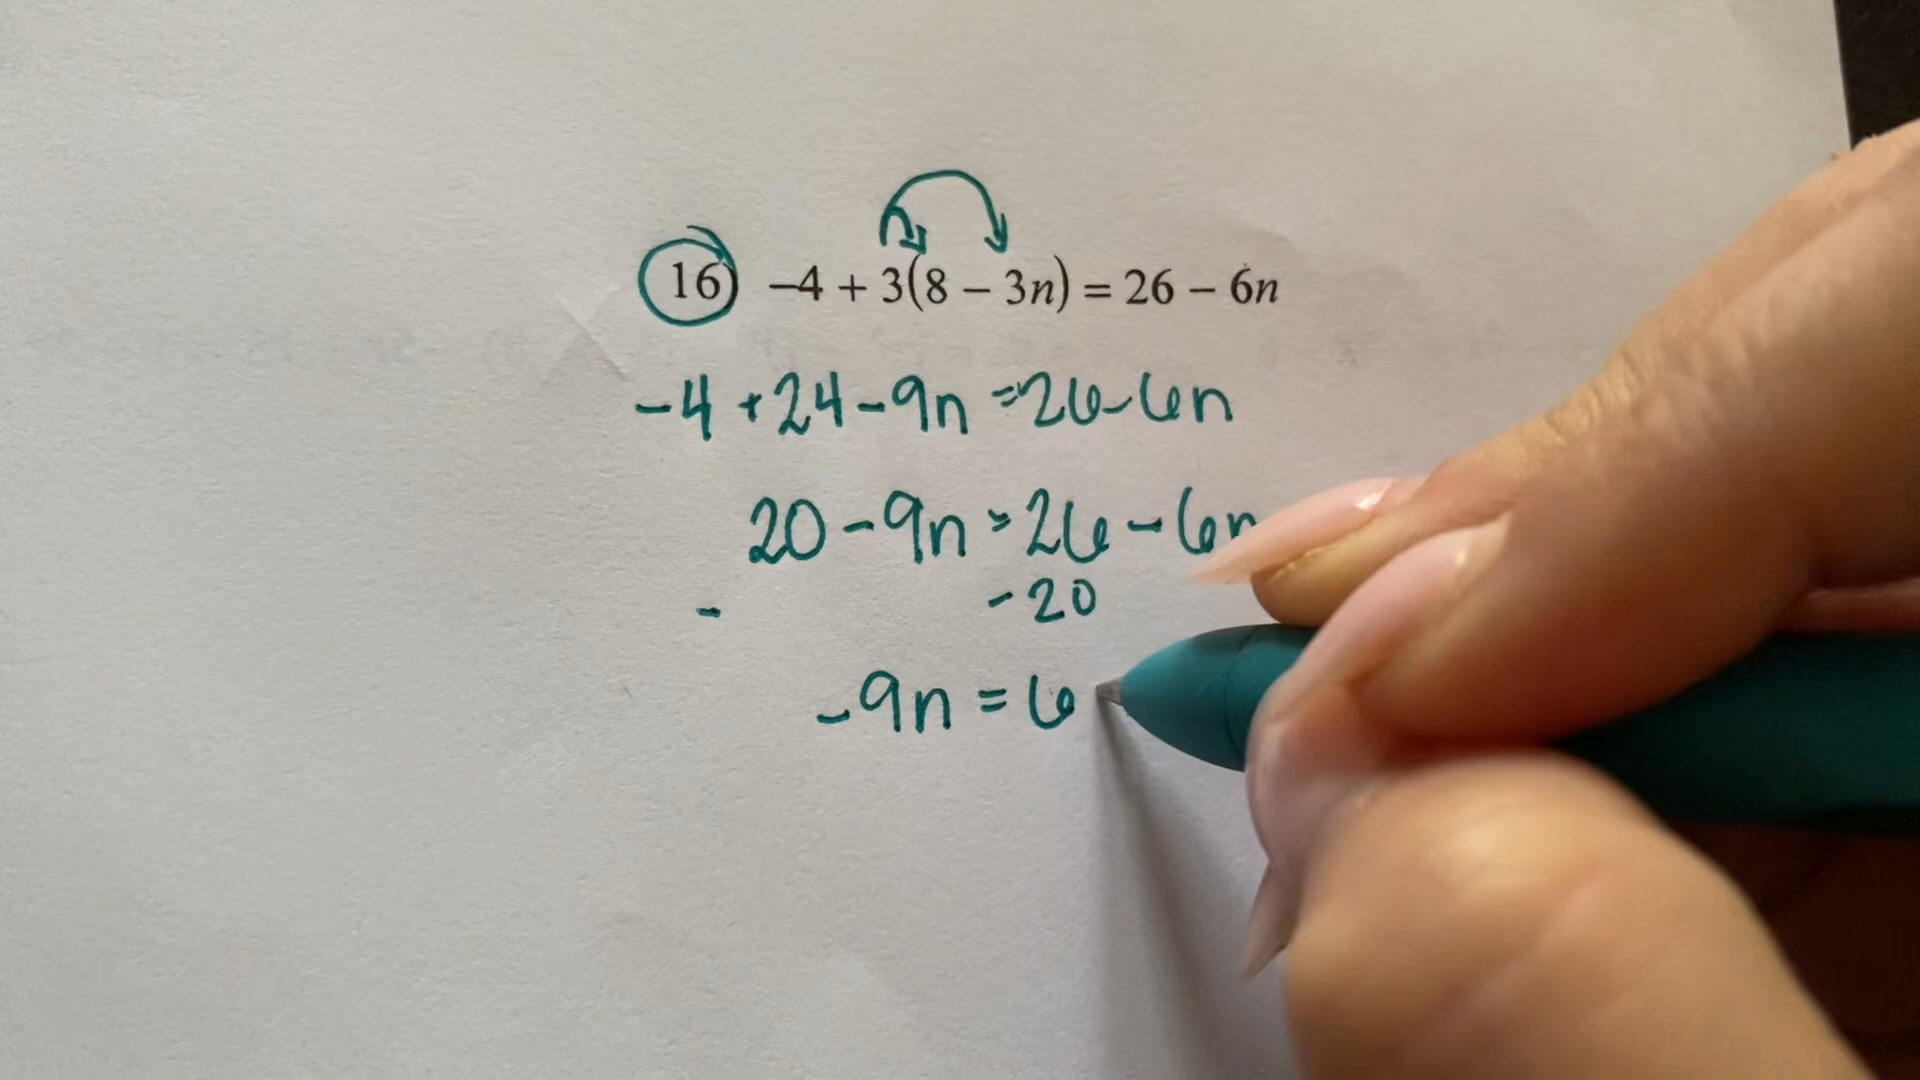 16) –4 + 3(8 – 3n) = 26 – 6n
-4 +24-9n =26-6n
20-9n=26-6n
- -20
-9n = 6